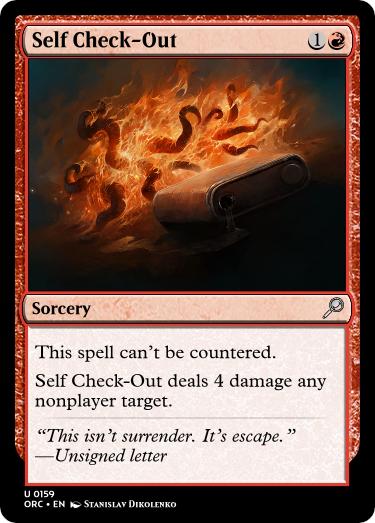 Self Check-Out 1
Sorcery
This spell can't be countered.
Self Check-Out deals 4 damage any
nonplayer target.
“This isn't surrender. It's escape.”
—Unsigned letter
U 0159
ORC • EN Stanislav Dikolenko